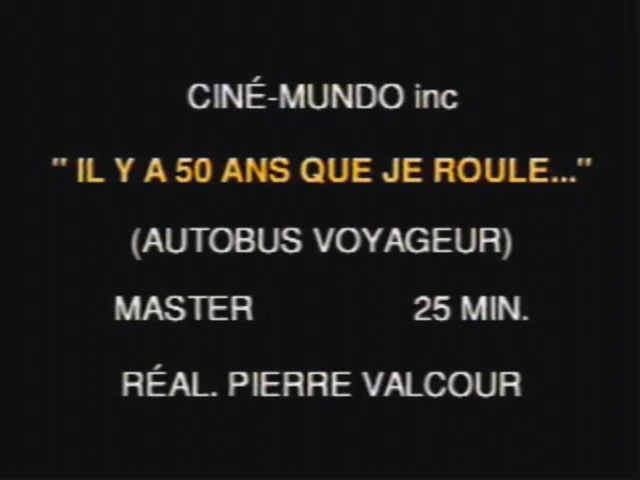 CINÉ-MUNDO inc
" IL Y A 50 ANS QUE JE ROULE..."
(AUTOBUS VOYAGEUR)
MASTER 25 MIN.
RÉAL. PIERRE VALCOUR